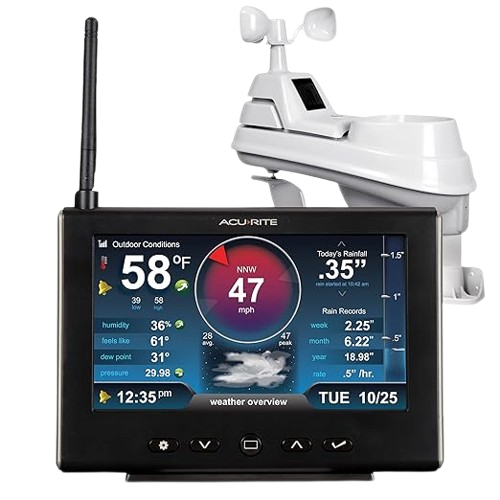 ACU›RITE
Outdoor Conditions
58°F
39 58
low high
humidity 36%
feels like 61°
dew point 31°
pressure 29.98
12:35 pm
NNW
47
mph
28 47
avg. peak
weather overview
Today's Rainfall
.35”
rain started at 10:42 am
1.5"
1"
.5"
Rain Records
week 2.25"
month 6.22"
year 18.98"
rate .5" /hr.
TUE 10/25